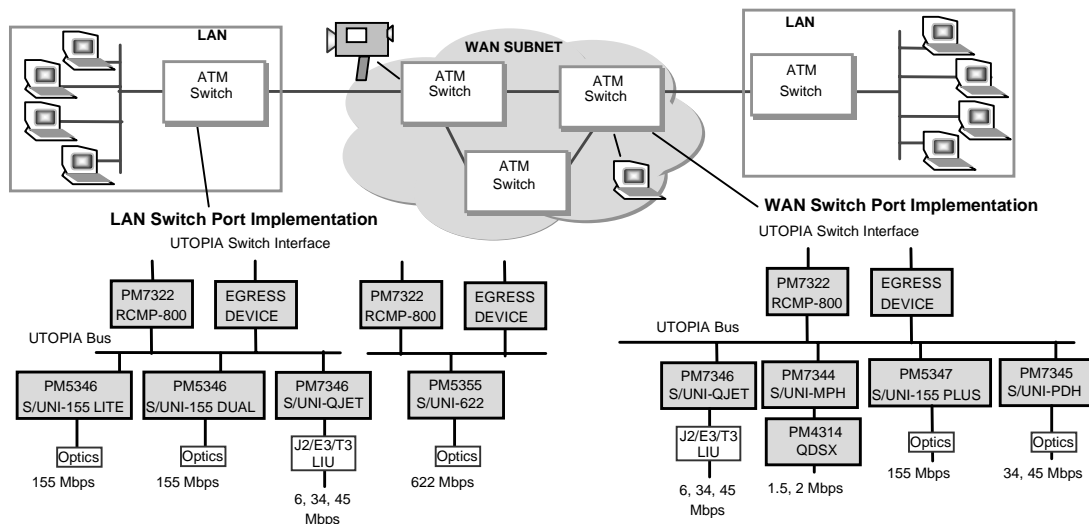 LAN
WAN SUBNET
LAN
ATM
Switch
ATM
Switch
ATM
Switch
ATM
Switch
ATM
Switch
LAN Switch Port Implementation
UTOPIA Switch Interface
PM7322
RCMP-800
EGRESS
DEVICE
PM7322
RCMP-800
EGRESS
DEVICE
UTOPIA Bus
PM5346
S/UNI-155 LITE
PM5346
S/UNI-155 DUAL
PM7346
S/UNI-QJET
PM5355
S/UNI-622
Optics
Optics
J2/E3/T3
LIU
Optics
155 Mbps
155 Mbps
6, 34, 45
Mbps
622 Mbps
WAN Switch Port Implementation
UTOPIA Switch Interface
PM7322
RCMP-800
EGRESS
DEVICE
UTOPIA Bus
PM7346
S/UNI-QJET
PM7344
S/UNI-MPH
PM5347
S/UNI-155 PLUS
PM7345
S/UNI-PDH
J2/E3/T3
LIU
PM4314
QDSX
Optics
Optics
6, 34, 45
Mbps
1.5, 2 Mbps
155 Mbps
34, 45 Mbps